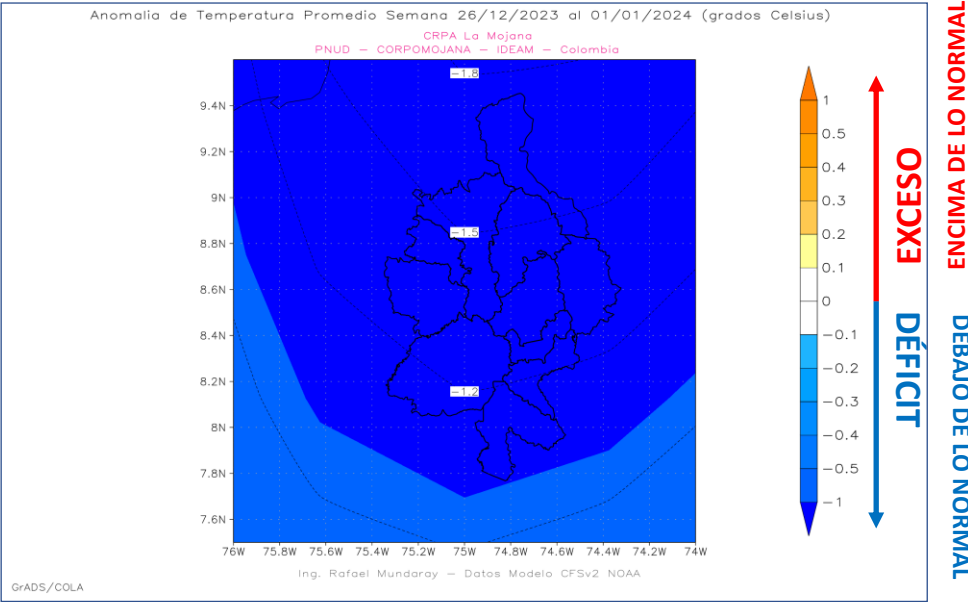 Anomalia de Temperatura Promedio Semana 26/12/2023 al 01/01/2024 (grados Celsius)
CRPA La Mojana
PNUD – CORPOMOJANA – IDEAM – Colombia
9.4N
9.2N
9N
8.8N
8.6N
8.4N
8.2N
8N
7.8N
7.6N
76W 75.8W 75.6W 75.4W 75.2W 75W 74.8W 74.6W 74.4W 74.2W 74W
−1.8
−1.5
−1.2
1
0.5
0.4
0.3
0.2
0.1
0
−0.1
−0.2
−0.3
−0.4
−0.5
−1
EXCESO
DÉFICIT
ENCIMA DE LO NORMAL
DEBAJO DE LO NORMAL
Ing. Rafael Mundaray – Datos Modelo CFSv2 NOAA
GrADS/COLA